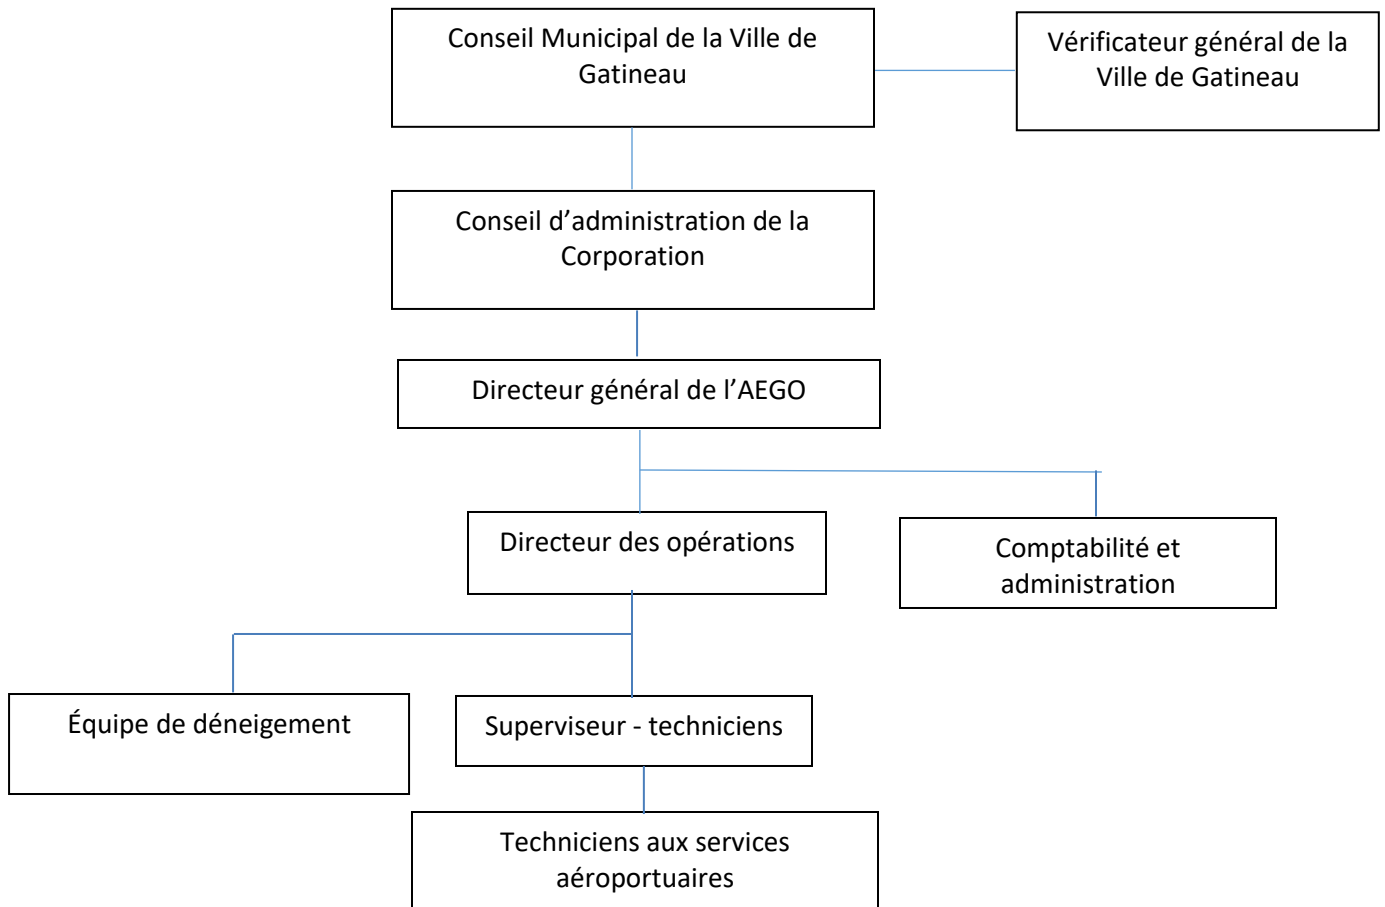 Conseil Municipal de la Ville de
Gatineau
Vérificateur général de la
Ville de Gatineau
Conseil d’administration de la
Corporation
Directeur général de l’AEGO
Directeur des opérations
Comptabilité et
administration
Équipe de déneigement
Superviseur - techniciens
Techniciens aux services
aéroportuaires